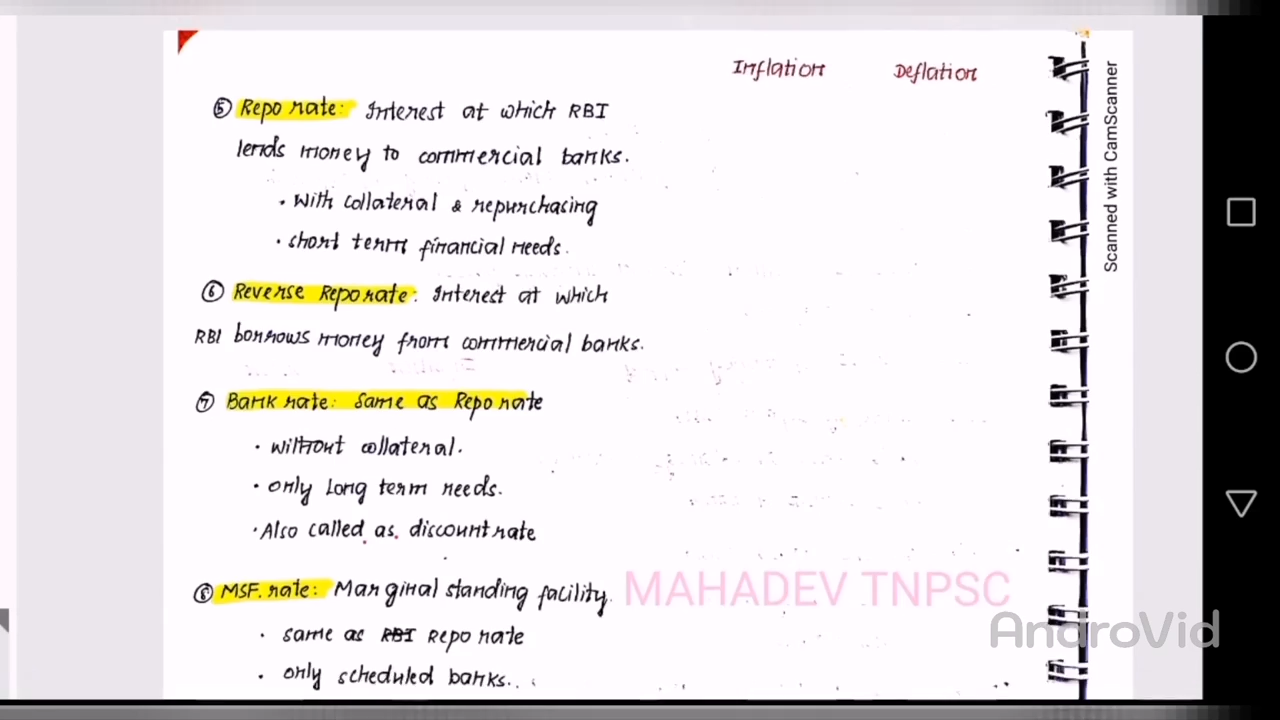 Inflation Deflation
⑤ Repo rate: Interest at which RBI
lends money to commercial banks.
• With collateral & repurchasing
• short term financial needs.
⑥ Reverse Repo rate: Interest at which
RBI borrows money from commercial banks.
⑦ Bank rate: Same as Repo rate
• without collateral.
• only Long term needs.
• Also called as discount rate
⑧ MSF. rate: Marginal standing facility.
• same as RBI Repo rate
• only scheduled banks..
MAHADEV TNPSC
AndroVid
Scanned with CamScanner